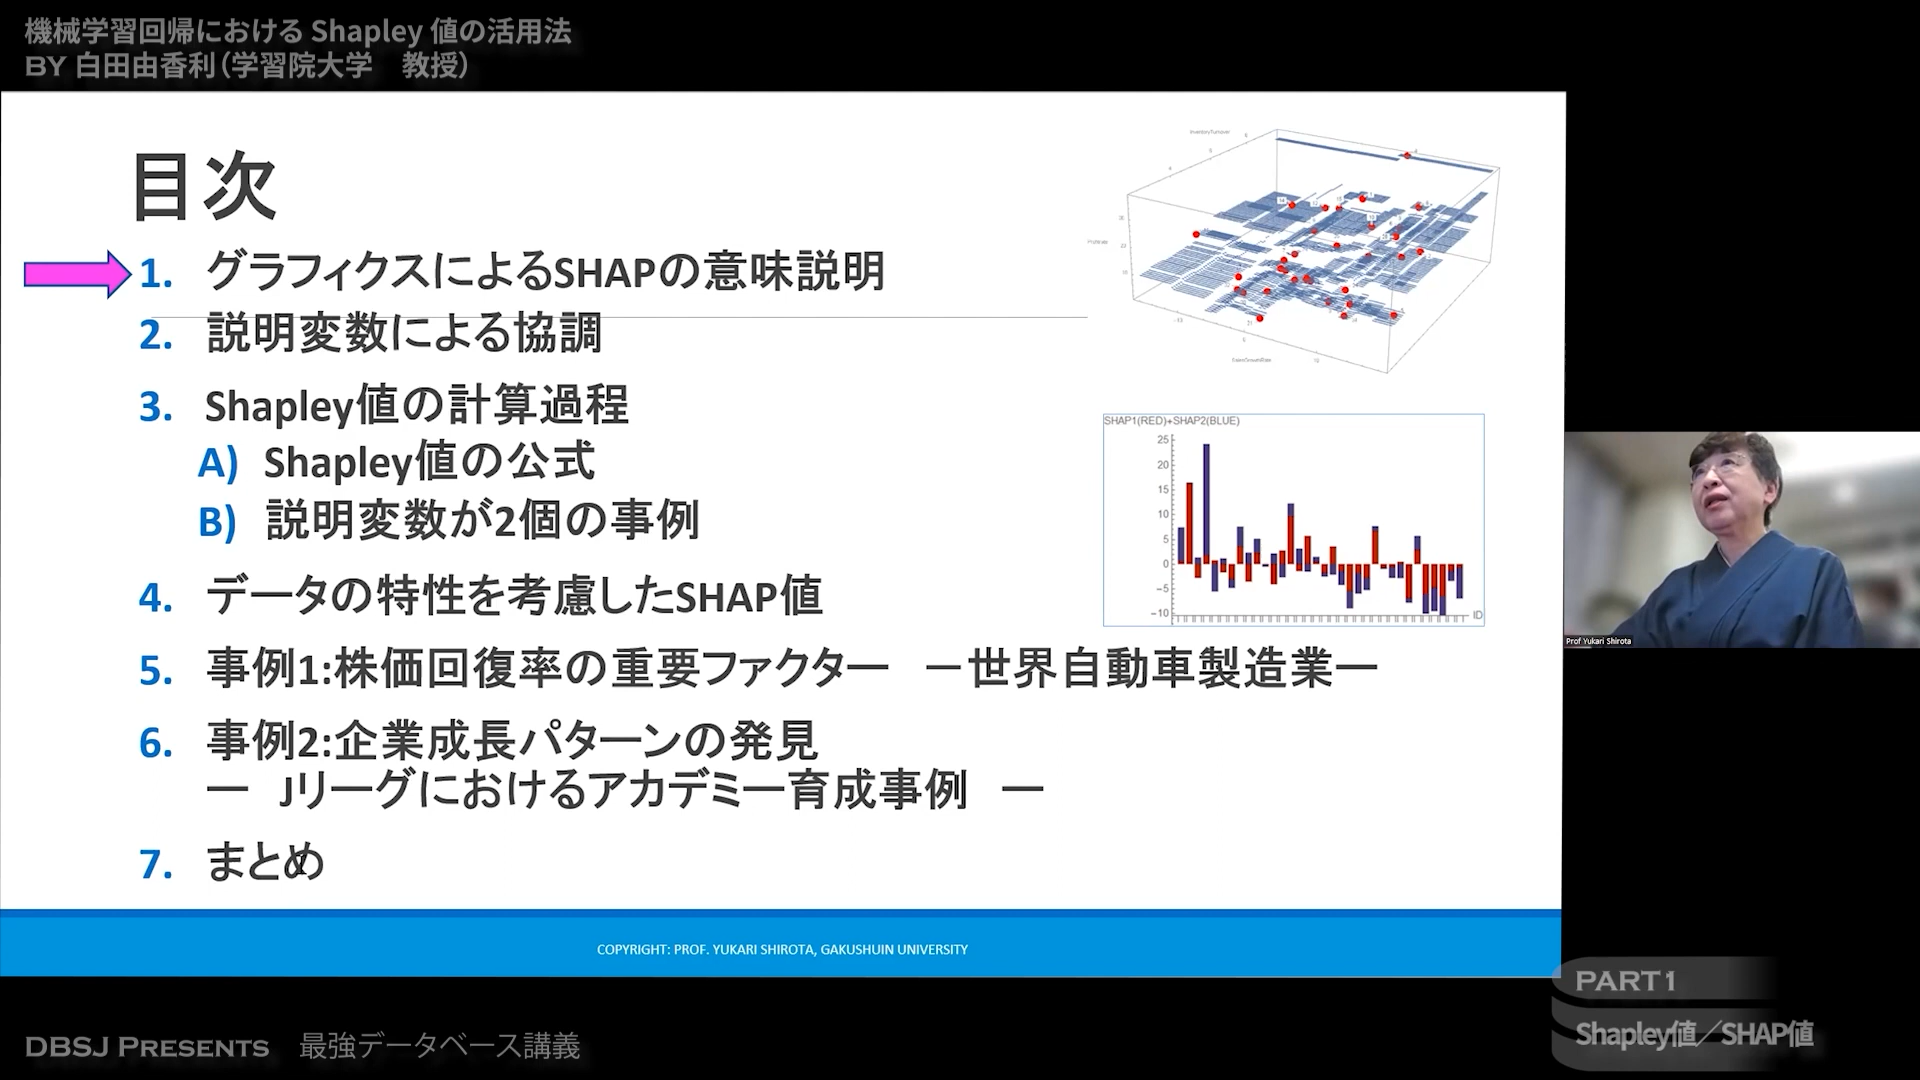 機械学習回帰における Shapley 値の活用法
BY 白田由香利(学習院大学　教授)
目次
1. グラフィクスによるSHAPの意味説明
2. 説明変数による協調
3. Shapley値の計算過程
A) Shapley値の公式
B) 説明変数が2個の事例
4. データの特性を考慮したSHAP値
5. 事例1:株価回復率の重要ファクター　ー世界自動車製造業ー
6. 事例2:企業成長パターンの発見
ー　Jリーグにおけるアカデミー育成事例　ー
7. まとめ
InventoryTurnover
SalesGrowthRate
SHAP1(RED)+SHAP2(BLUE)
25
20
15
10
5
0
-5
-10
ID
Prof Yukari Shirota
COPYRIGHT: PROF. YUKARI SHIROTA, GAKUSHUIN UNIVERSITY
PART1
Shapley値／SHAP値
DBSJ PRESENTS 最強データベース講義